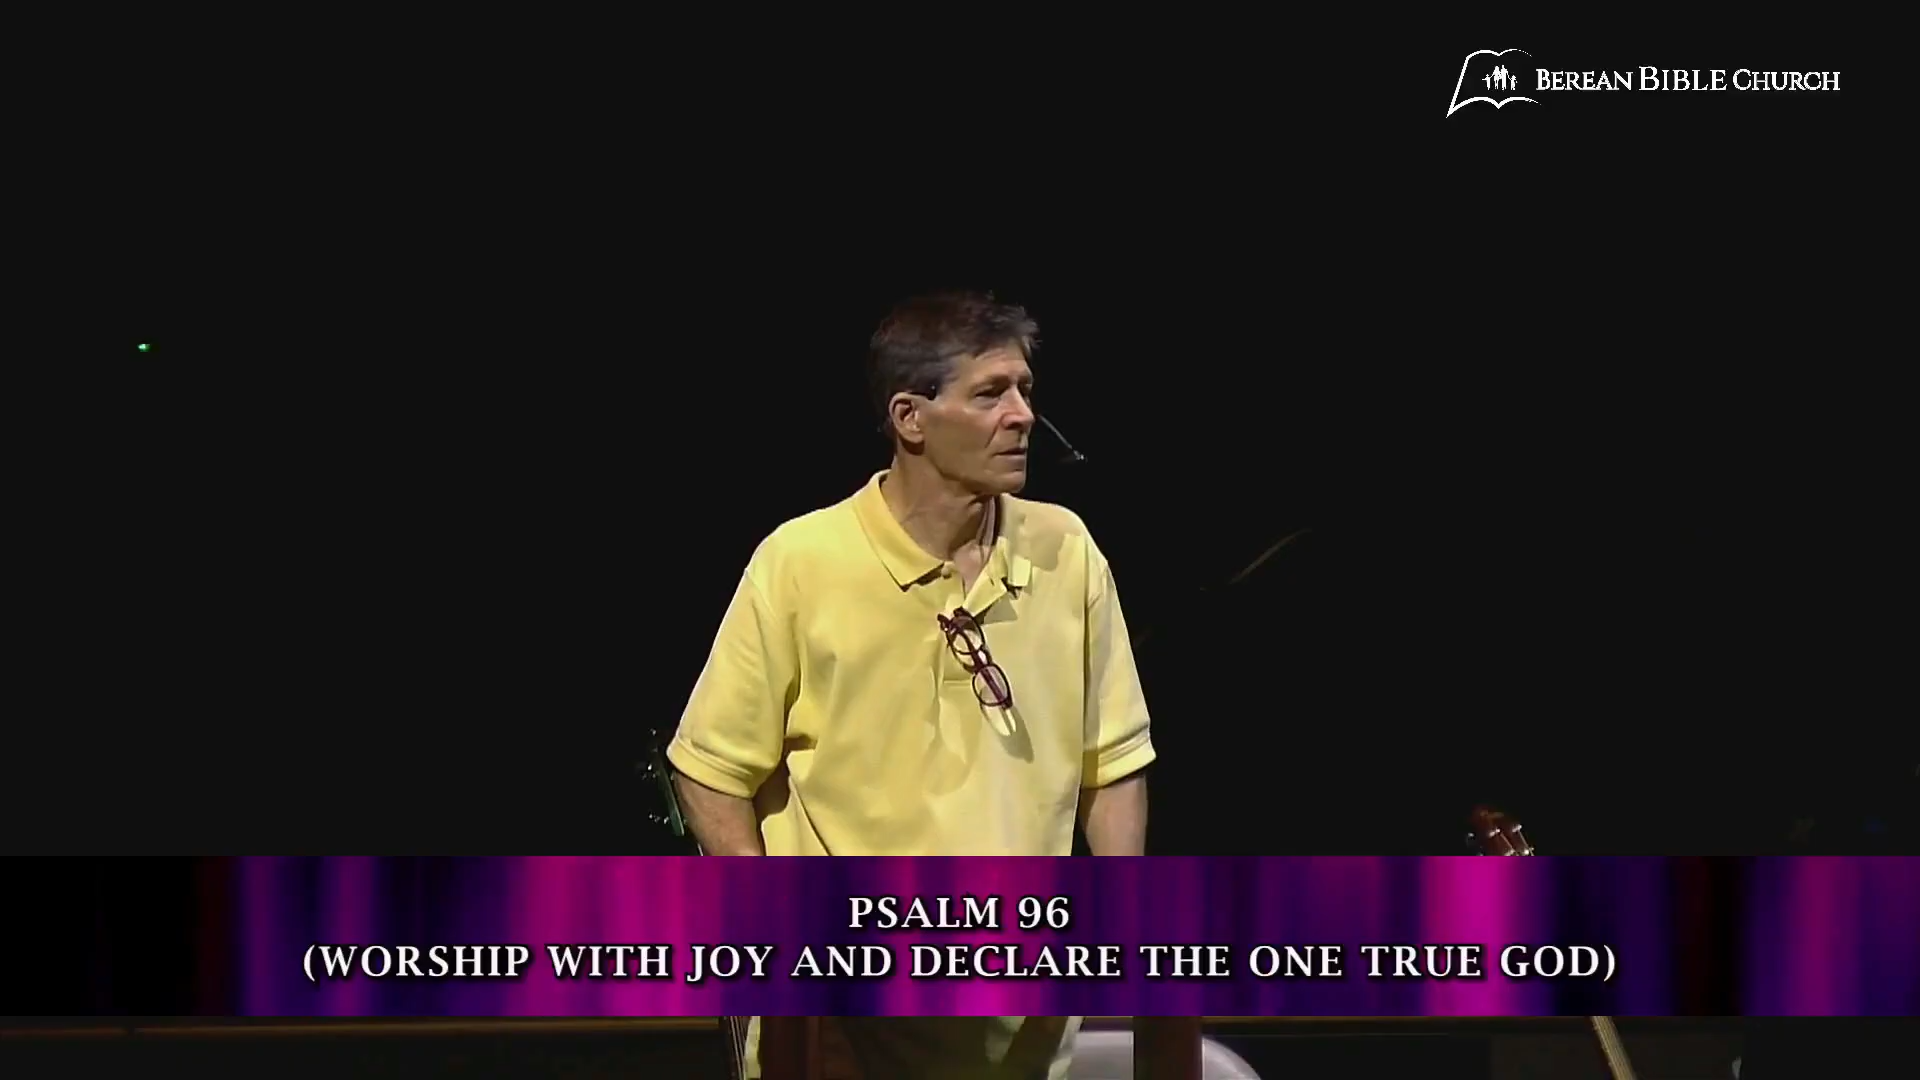 BEREAN BIBLE CHURCH
PSALM 96
(WORSHIP WITH JOY AND DECLARE THE ONE TRUE GOD)